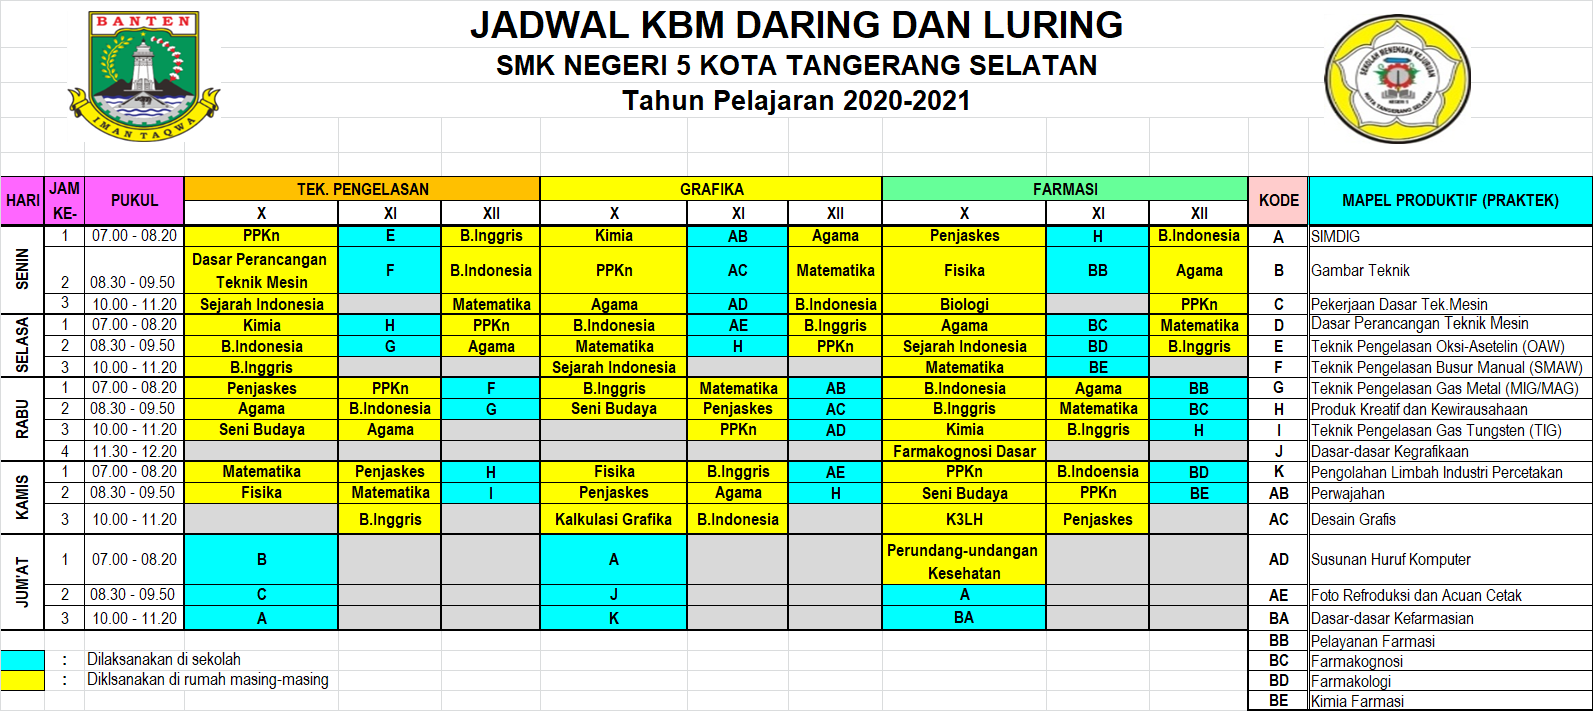 BANTEN
IMAN TAQWA
JADWAL KBM DARING DAN LURING
SMK NEGERI 5 KOTA TANGERANG SELATAN
Tahun Pelajaran 2020-2021
SEKOLAH MENENGAH KEJURUAN
NEGERI 5
KOTA TANGERANG SELATAN
HARI JAM KE- PUKUL TEK. PENGELASAN GRAFIKA FARMASI KODE MAPEL PRODUKTIF (PRAKTEK)
X XI XII X XI XII X XI XII
SENIN 1 07.00 - 08.20 PPKn E B.Inggris Kimia AB Agama Penjaskes H B.Indonesia A SIMDIG
2 08.30 - 09.50 Dasar Perancangan Teknik Mesin F B.Indonesia PPKn AC Matematika Fisika BB Agama B Gambar Teknik
3 10.00 - 11.20 Sejarah Indonesia Matematika Agama AD B.Indonesia Biologi PPKn C Pekerjaan Dasar Tek.Mesin
SELASA 1 07.00 - 08.20 Kimia H PPKn B.Indonesia AE B.Inggris Agama BC Matematika D Dasar Perancangan Teknik Mesin
2 08.30 - 09.50 B.Indonesia G Agama Matematika H PPKn Sejarah Indonesia BD B.Inggris E Teknik Pengelasan Oksi-Asetelin (OAW)
3 10.00 - 11.20 B.Inggris Sejarah Indonesia Matematika BE F Teknik Pengelasan Busur Manual (SMAW)
RABU 1 07.00 - 08.20 Penjaskes PPKn F B.Inggris Matematika AB B.Indonesia Agama BB G Teknik Pengelasan Gas Metal (MIG/MAG)
2 08.30 - 09.50 Agama B.Indonesia G Seni Budaya Penjaskes AC B.Inggris Matematika BC H Produk Kreatif dan Kewirausahaan
3 10.00 - 11.20 Seni Budaya Agama PPKn AD Kimia B.Inggris H I Teknik Pengelasan Gas Tungsten (TIG)
4 11.30 - 12.20 Farmakognosi Dasar J Dasar-dasar Kegrafikaan
KAMIS 1 07.00 - 08.20 Matematika Penjaskes H Fisika B.Inggris AE PPKn B.Indoensia BD K Pengolahan Limbah Industri Percetakan
2 08.30 - 09.50 Fisika Matematika I Penjaskes Agama H Seni Budaya PPKn BE AB Perwajahan
3 10.00 - 11.20 B.Inggris Kalkulasi Grafika B.Indonesia K3LH Penjaskes AC Desain Grafis
JUM'AT 1 07.00 - 08.20 B A Perundang-undangan Kesehatan AD Susunan Huruf Komputer
2 08.30 - 09.50 C J A AE Foto Refroduksi dan Acuan Cetak
3 10.00 - 11.20 A K BA BA Dasar-dasar Kefarmasian
BB Pelayanan Farmasi
: Dilaksanakan di sekolah BC Farmakognosi
: Diklsanakan di rumah masing-masing BD Farmakologi
BE Kimia Farmasi